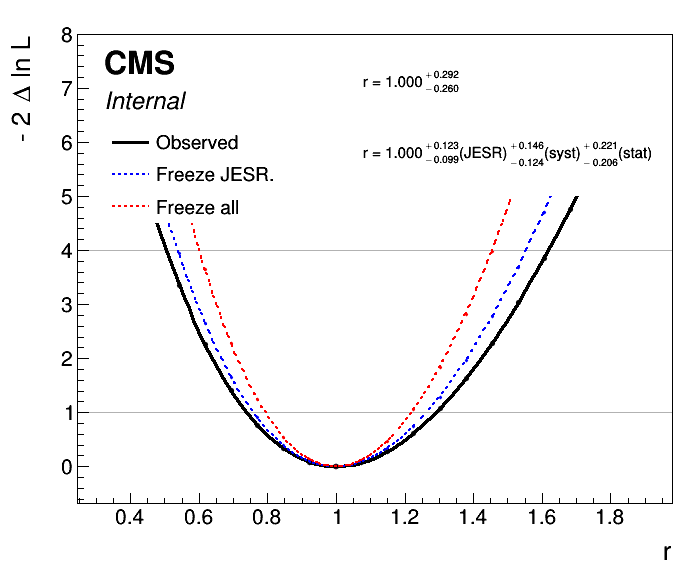 - 2 Δ ln L
8
7
6
5
4
3
2
1
0
CMS
Internal
Observed
Freeze JESR.
Freeze all
r = 1.000 +0.292 −0.260
r = 1.000 +0.123 −0.099 (JESR) +0.146 −0.124 (syst) +0.221 −0.206 (stat)
0.4 0.6 0.8 1 1.2 1.4 1.6 1.8
r